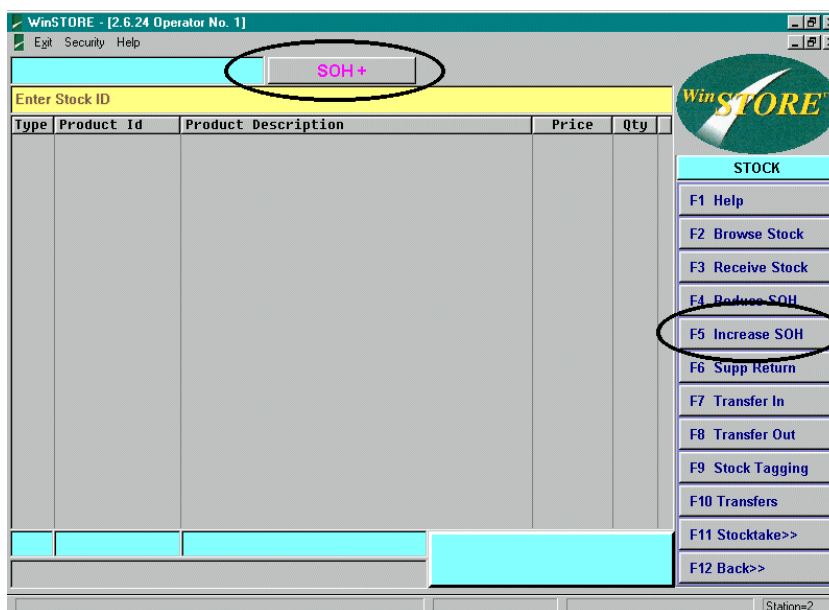 WinSTORE - [2.6.24 Operator No. 1]
Exit Security Help
SOH +
Enter Stock ID
Type Product Id Product Description Price Qty
WinSTORE
STOCK
F1 Help
F2 Browse Stock
F3 Receive Stock
F4 Reduce SOH
F5 Increase SOH
F6 Supp Return
F7 Transfer In
F8 Transfer Out
F9 Stock Tagging
F10 Transfers
F11 Stocktake>>
F12 Back>>
Station=2